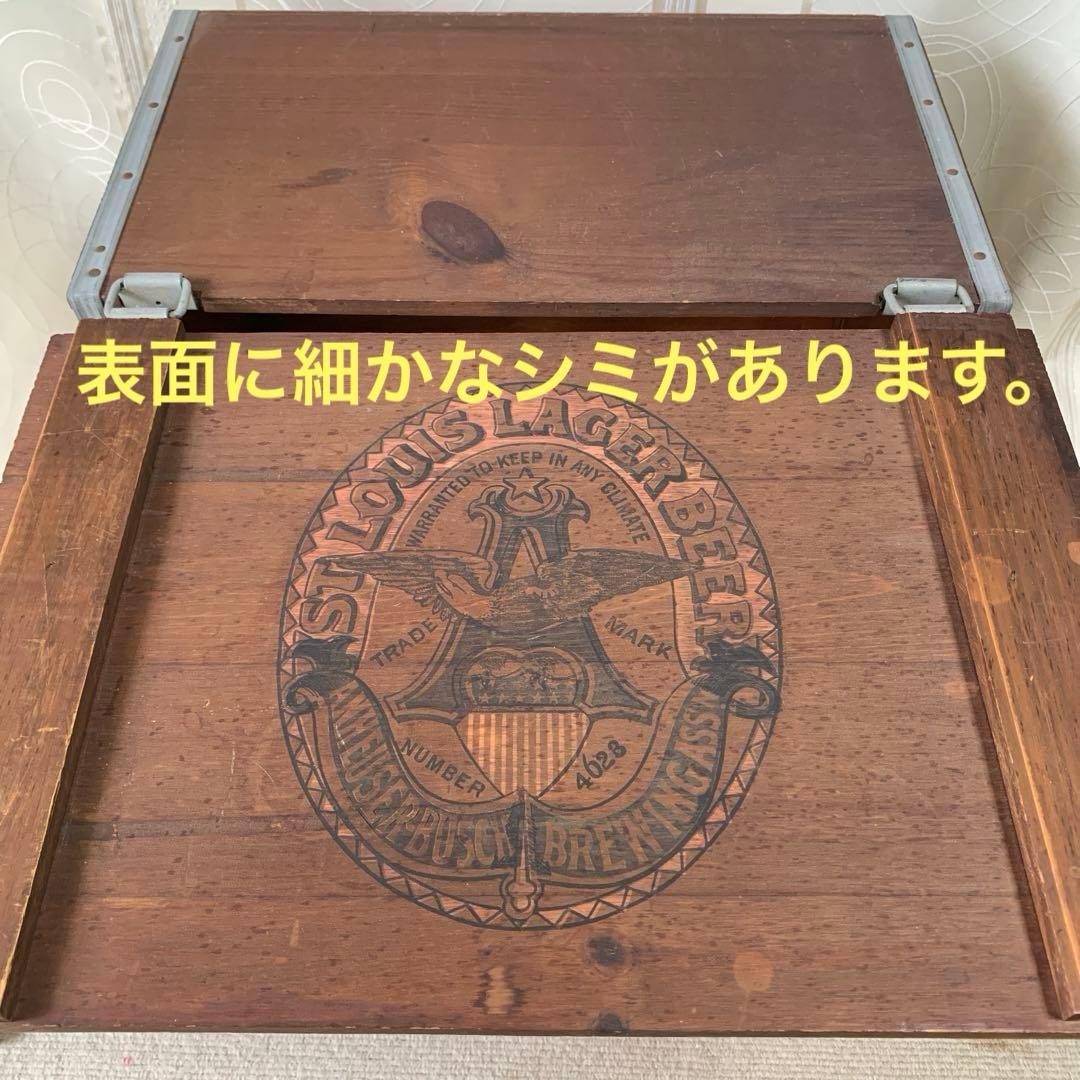 表面に細かなシミがあります。
ST LOUIS LAGER BEER
WARRANTED TO KEEP IN ANY CLIMATE
TRADE MARK
NUMBER 4628
ANHEUSER-BUSCH BREWING ASS'